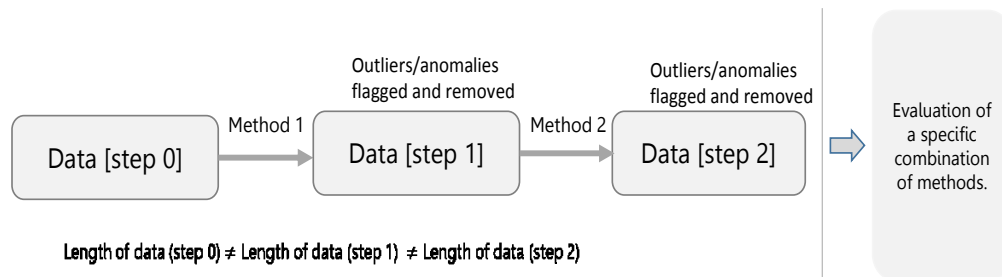 Outliers/anomalies
flagged and removed
Outliers/anomalies
flagged and removed
Method 1
Method 2
Data [step 0]
Data [step 1]
Data [step 2]
Evaluation of
a specific
combination
of methods.
Length of data (step 0) ≠ Length of data (step 1) ≠ Length of data (step 2)